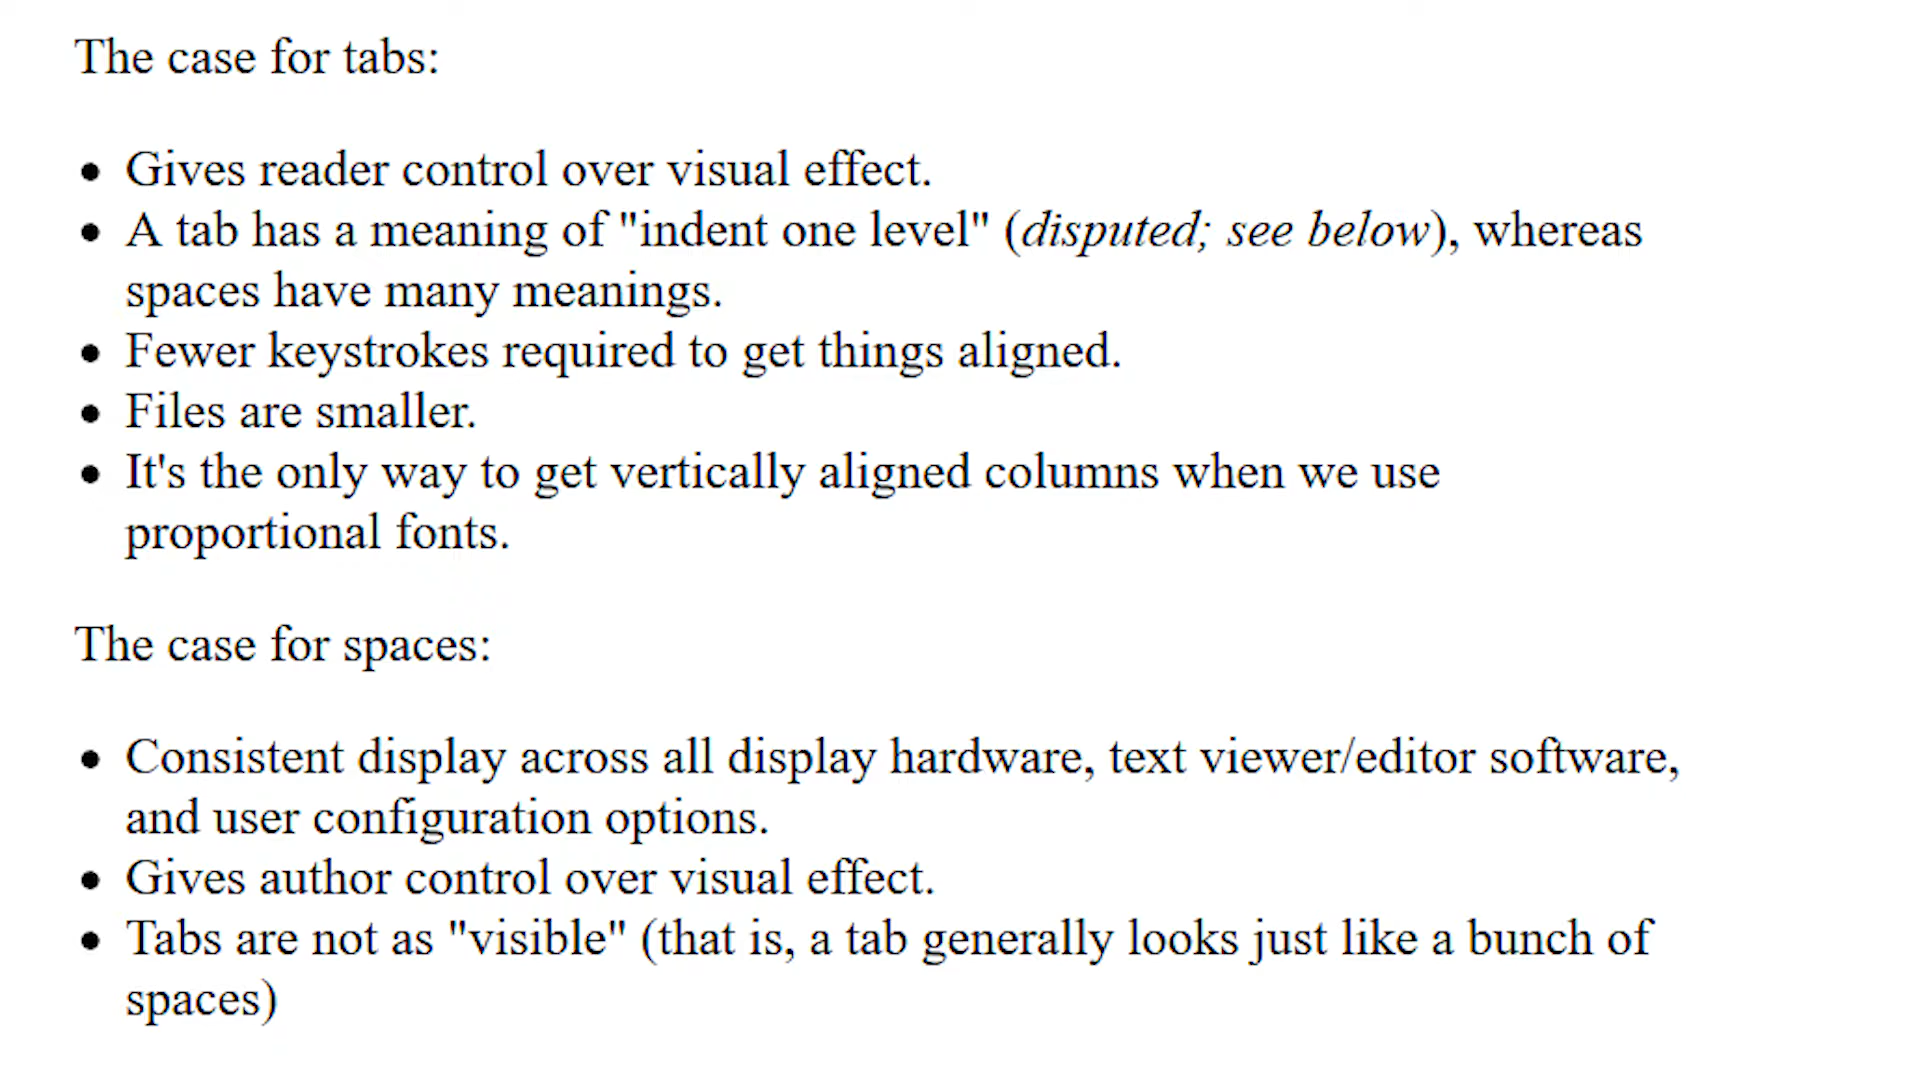 The case for tabs:
• Gives reader control over visual effect.
• A tab has a meaning of "indent one level" (disputed; see below), whereas
spaces have many meanings.
• Fewer keystrokes required to get things aligned.
• Files are smaller.
• It's the only way to get vertically aligned columns when we use
proportional fonts.
The case for spaces:
• Consistent display across all display hardware, text viewer/editor software,
and user configuration options.
• Gives author control over visual effect.
• Tabs are not as "visible" (that is, a tab generally looks just like a bunch of
spaces)